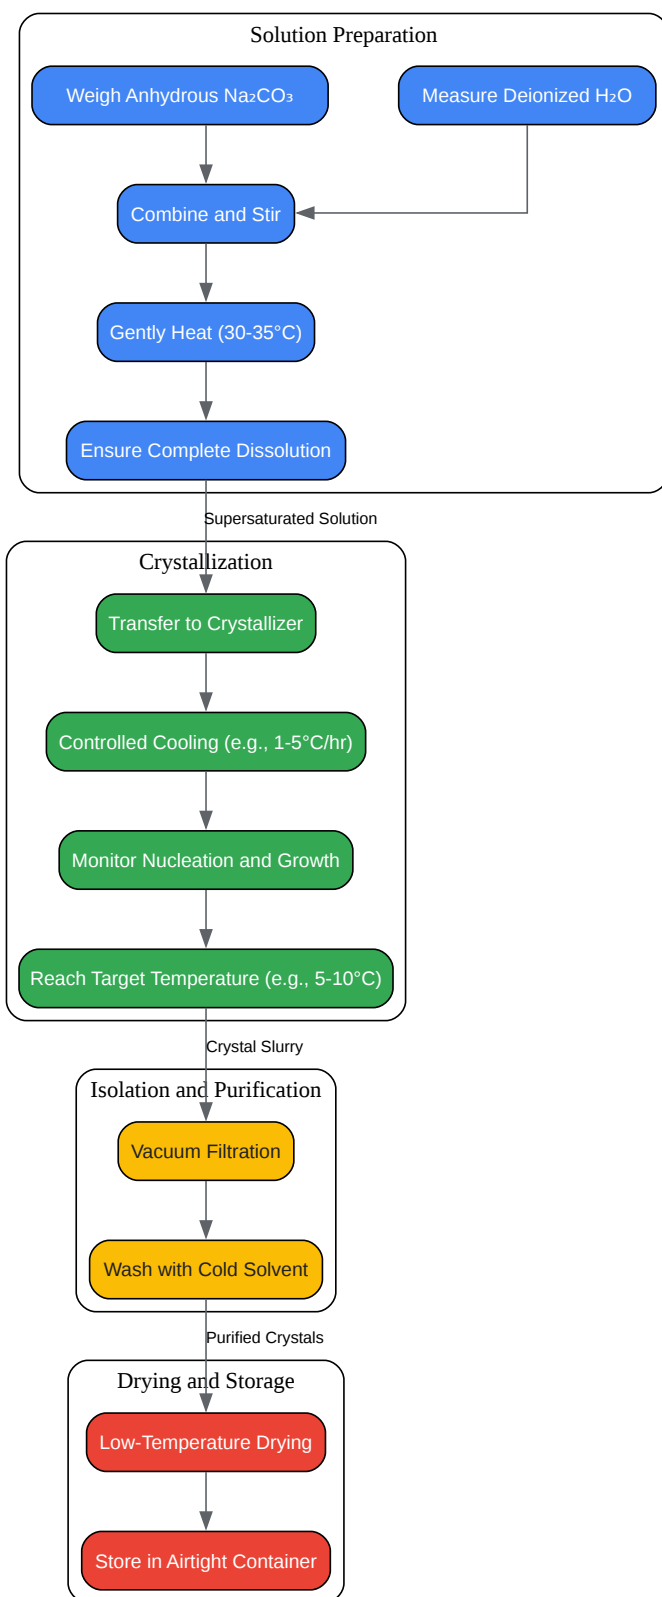 Solution Preparation
Weigh Anhydrous Na₂CO₃
Measure Deionized H₂O
Combine and Stir
Gently Heat (30-35°C)
Ensure Complete Dissolution
Supersaturated Solution
Crystallization
Transfer to Crystallizer
Controlled Cooling (e.g., 1-5°C/hr)
Monitor Nucleation and Growth
Reach Target Temperature (e.g., 5-10°C)
Crystal Slurry
Isolation and Purification
Vacuum Filtration
Wash with Cold Solvent
Purified Crystals
Drying and Storage
Low-Temperature Drying
Store in Airtight Container